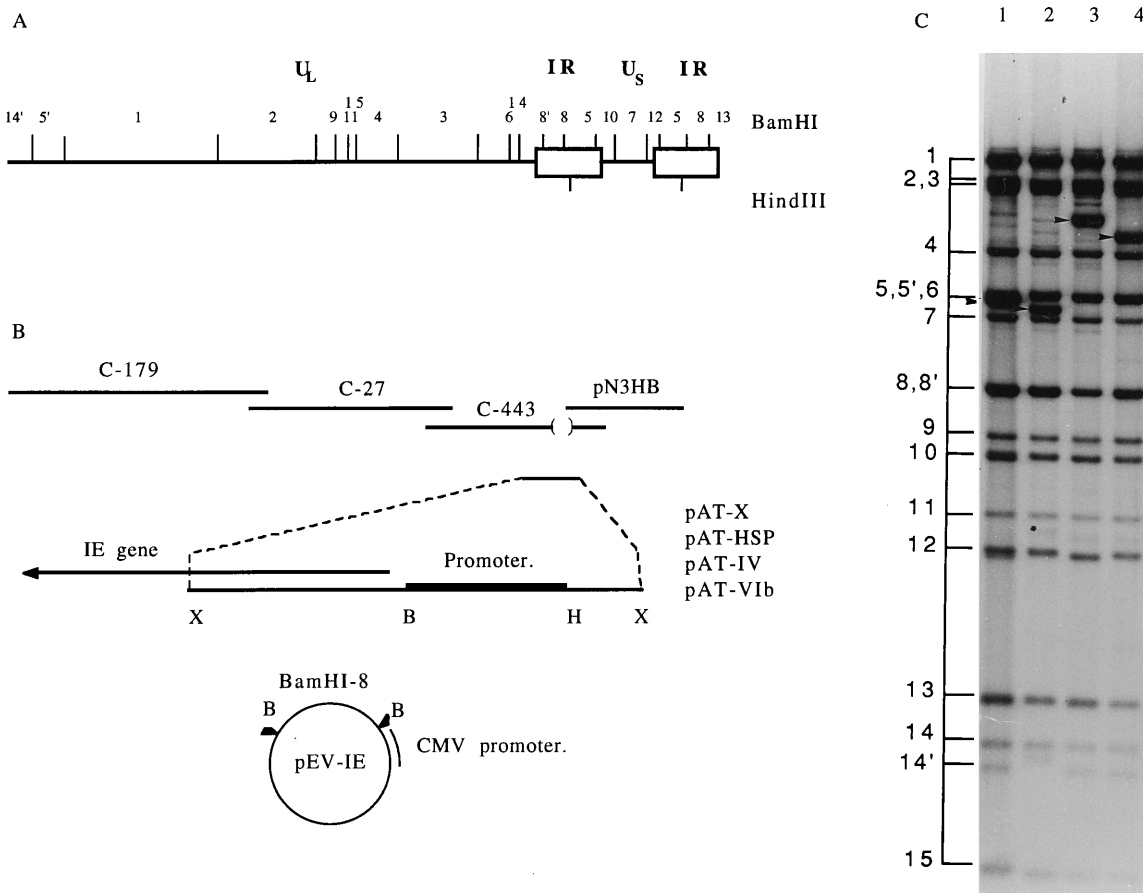 A
U_L
IR
U_S
IR
14' 5' 1 2 9 11 15 4 3 6 14 8' 8 5 10 7 12 5 8 13
BamHI
HindIII
B
C-179
C-27
C-443
( )
pN3HB
IE gene
Promoter.
X
B
H
X
pAT-X
pAT-HSP
pAT-IV
pAT-VIb
BamHI-8
B
B
pEV-IE
CMV promoter.
C
1 2 3 4
1
2,3
4
5,5',6
7
8,8'
9
10
11
12
13
14
14'
15